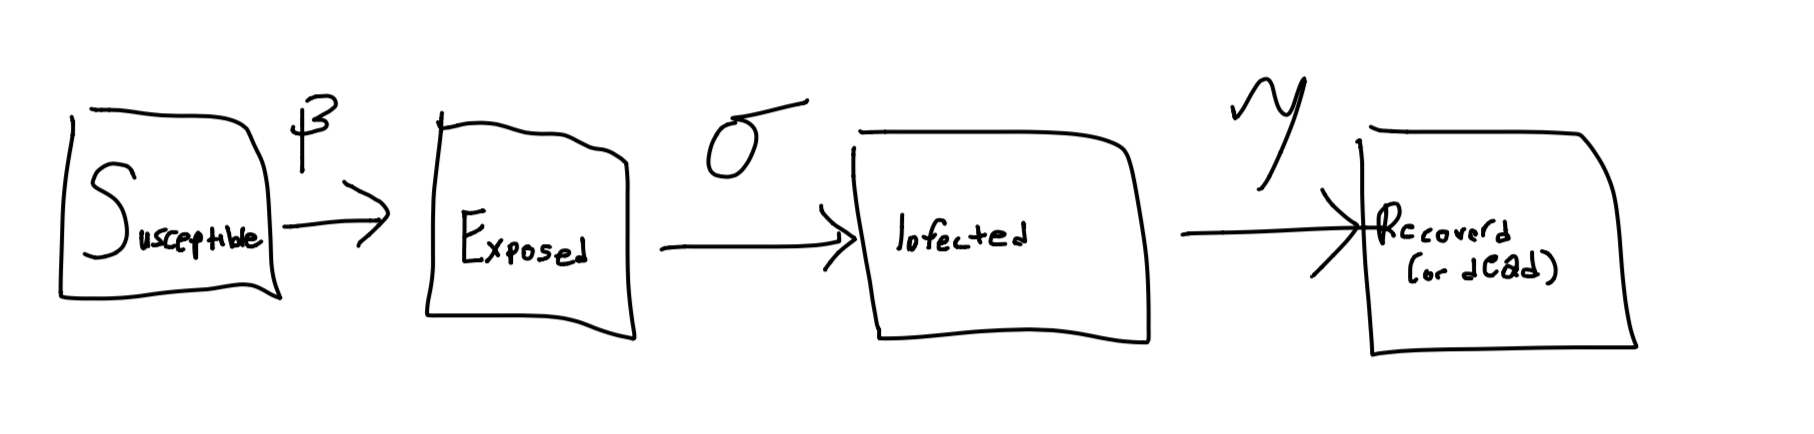 β
σ
γ
Susceptible
Exposed
Infected
Recoverd
(or dead)